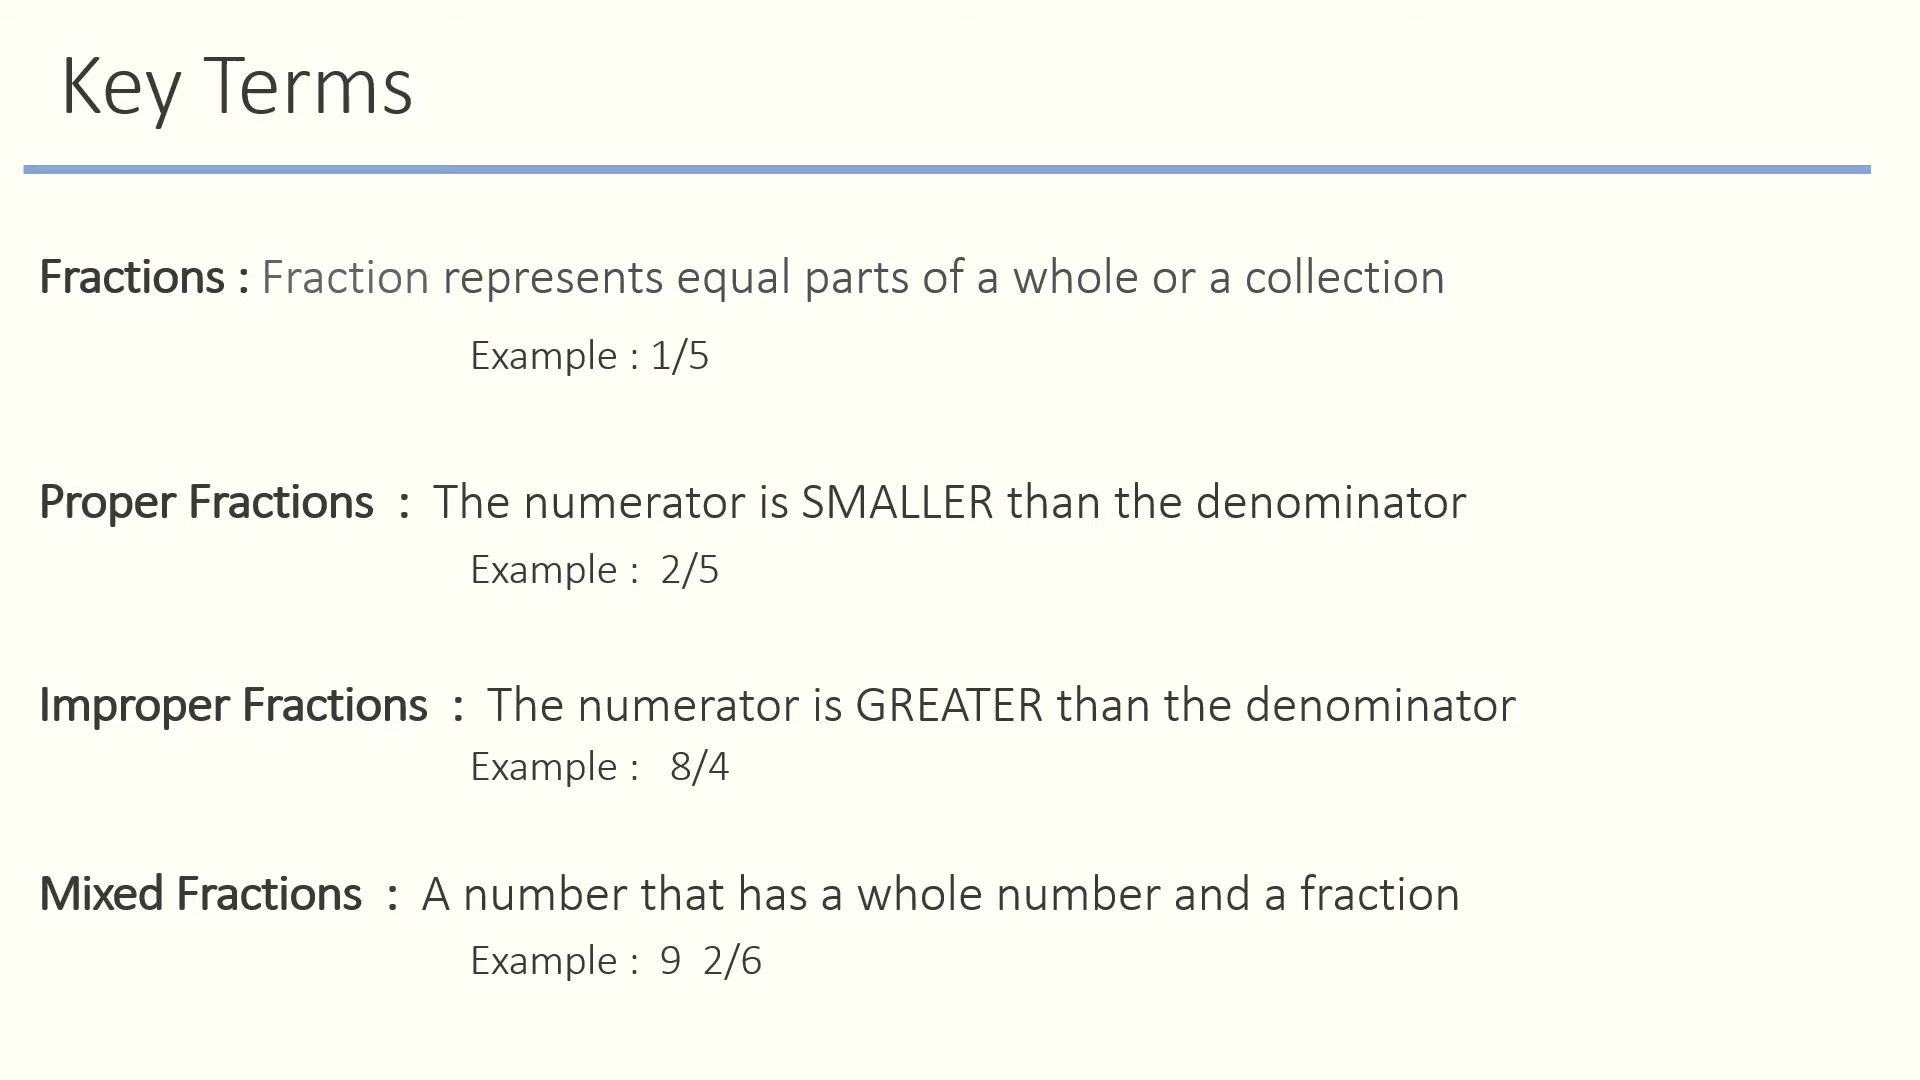 Key Terms
Fractions : Fraction represents equal parts of a whole or a collection
Example : 1/5
Proper Fractions : The numerator is SMALLER than the denominator
Example : 2/5
Improper Fractions : The numerator is GREATER than the denominator
Example : 8/4
Mixed Fractions : A number that has a whole number and a fraction
Example : 9 2/6